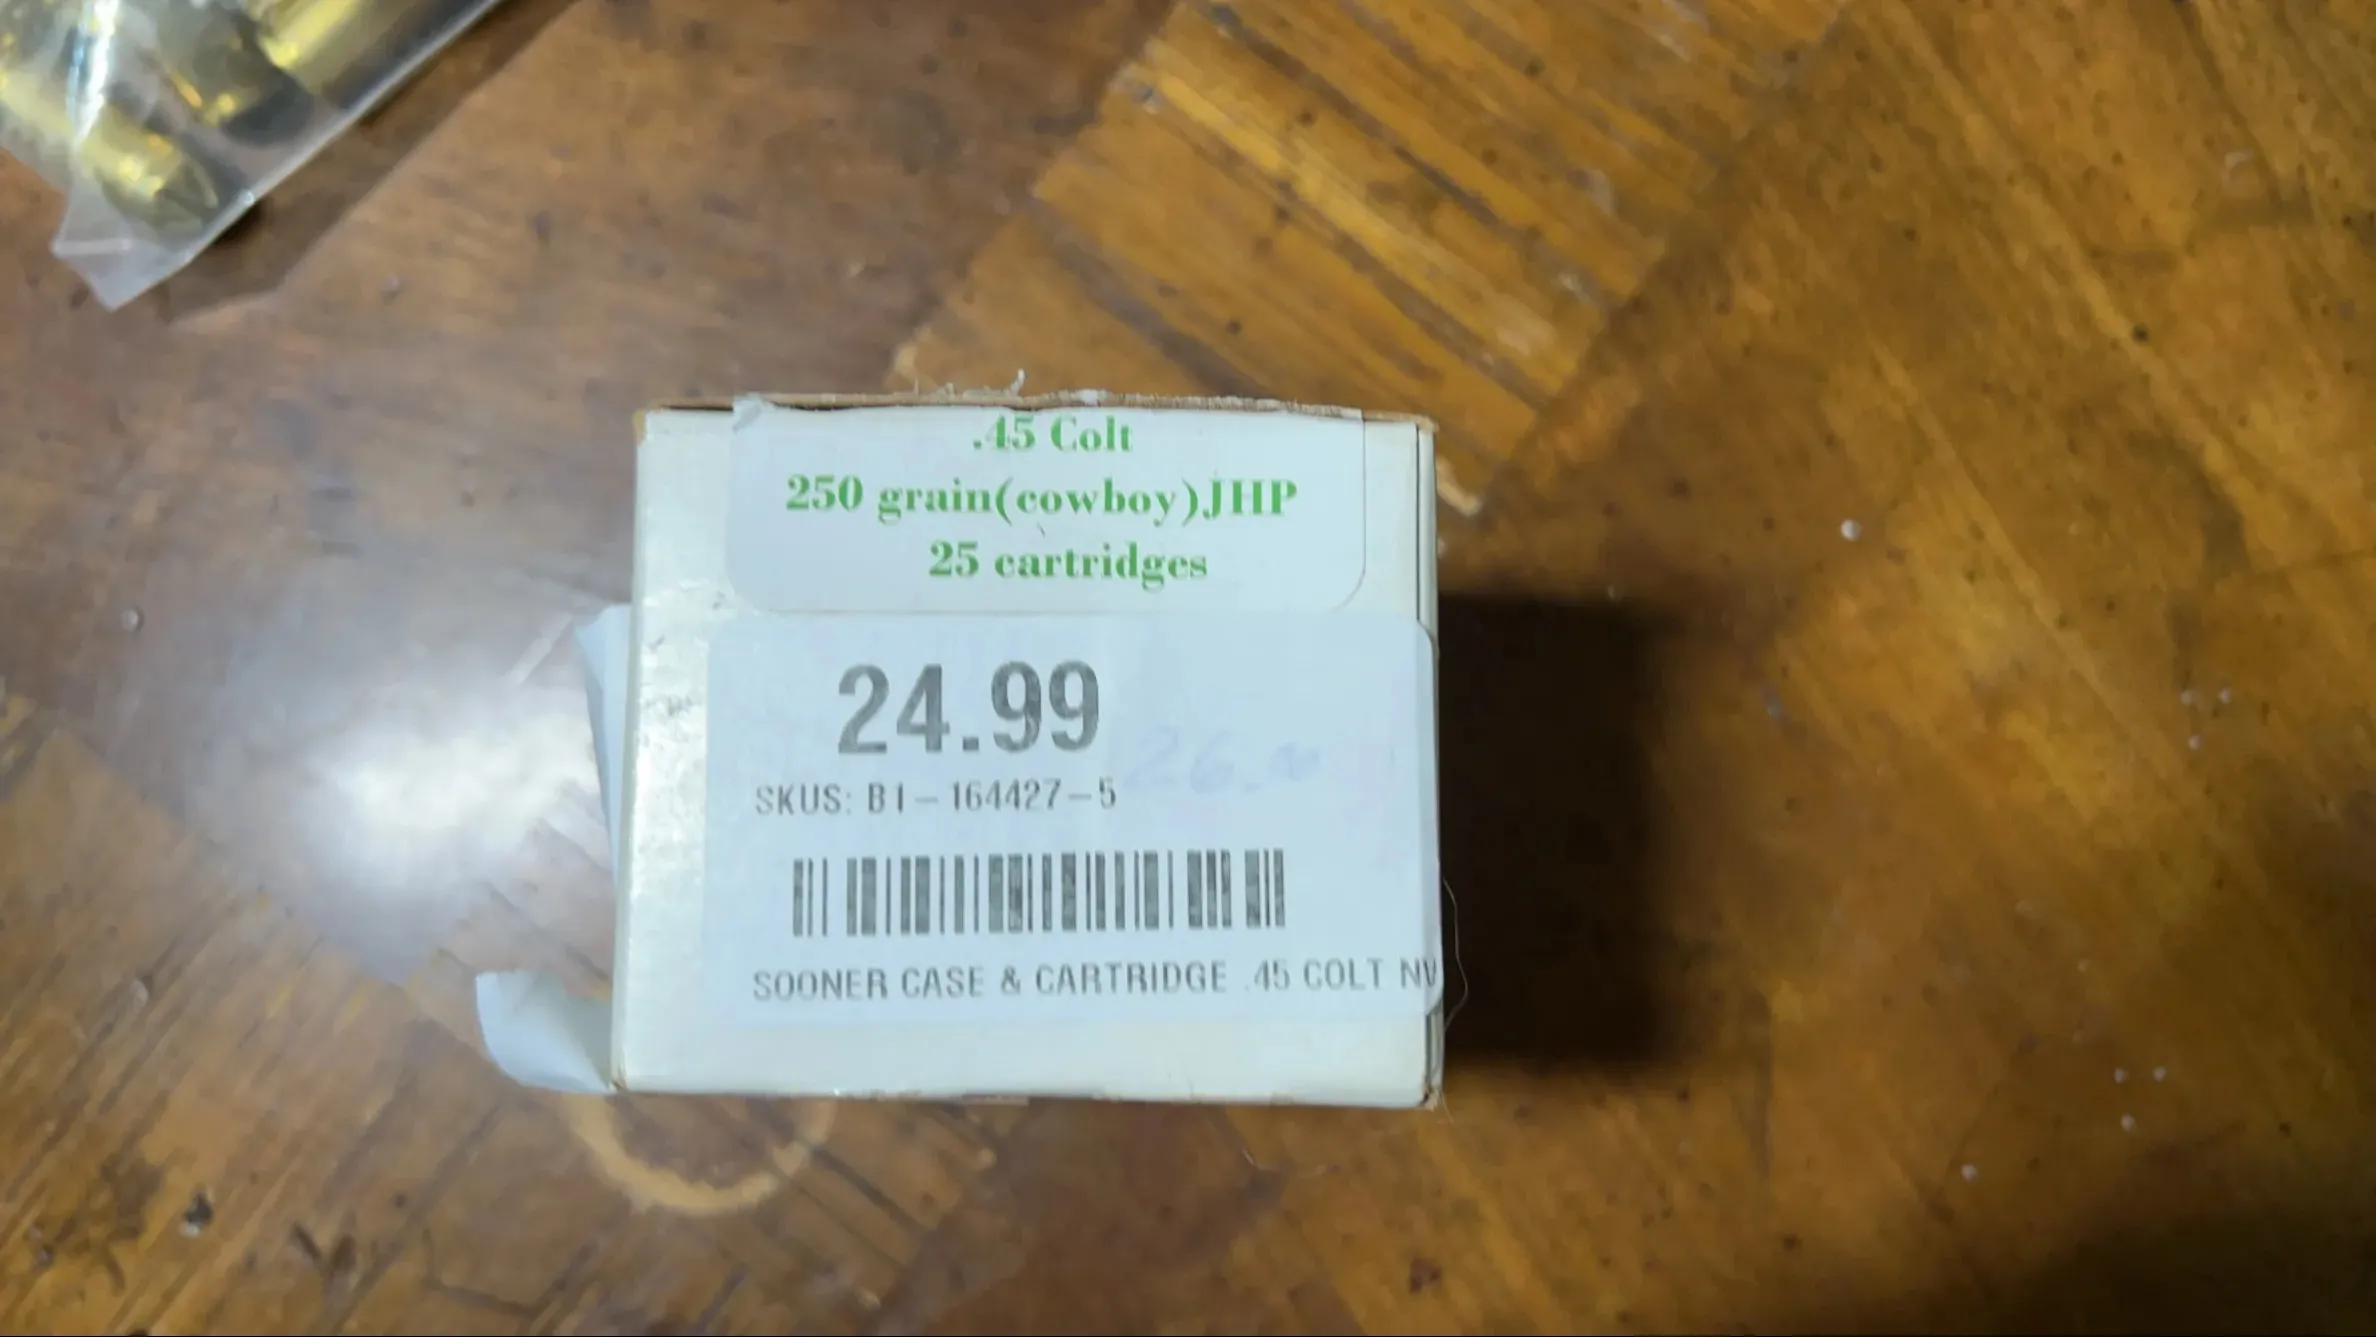 .45 Colt
250 grain(cowboy)JHP
25 cartridges
24.99
SKUS: B1-164427-5
SOONER CASE & CARTRIDGE .45 COLT